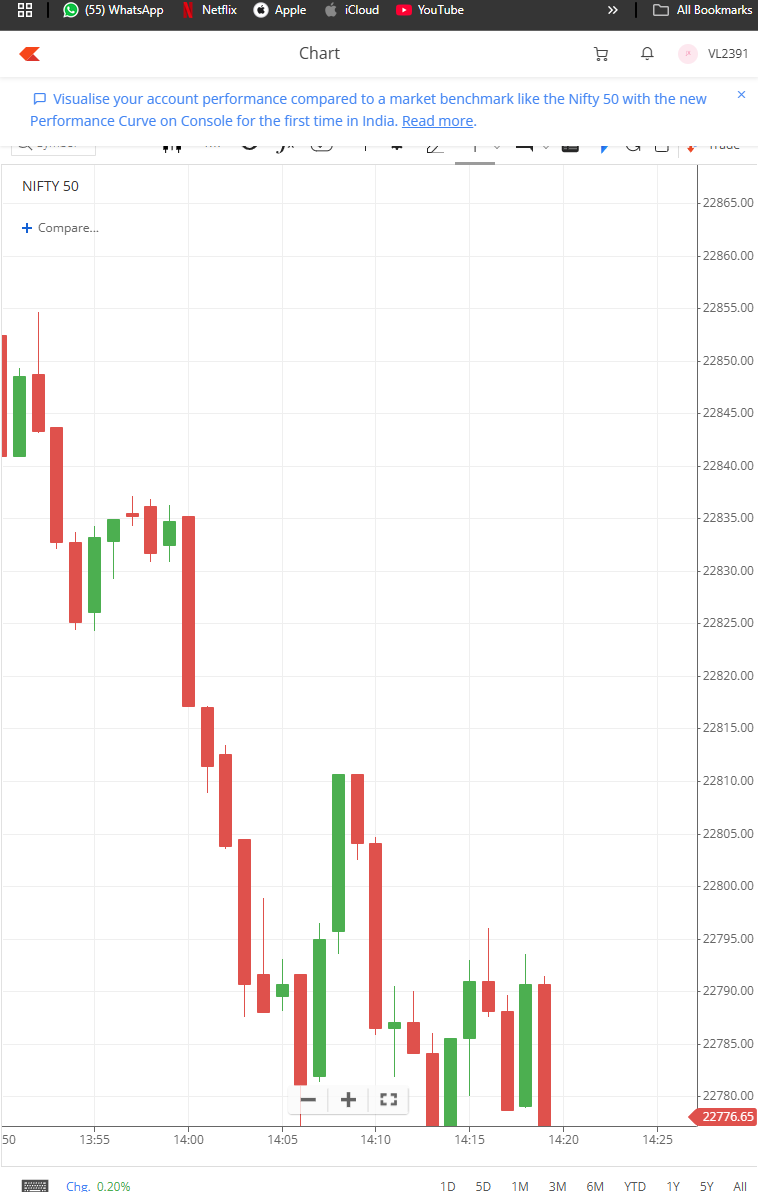 (55) WhatsApp Netflix Apple iCloud YouTube » All Bookmarks
Chart
VL2391
Visualise your account performance compared to a market benchmark like the Nifty 50 with the new
Performance Curve on Console for the first time in India. Read more.
×
Trade
NIFTY 50
+ Compare...
22865.00
22860.00
22855.00
22850.00
22845.00
22840.00
22835.00
22830.00
22825.00
22820.00
22815.00
22810.00
22805.00
22800.00
22795.00
22790.00
22785.00
22780.00
22776.65
50 13:55 14:00 14:05 14:10 14:15 14:20 14:25
Chg. 0.20% 1D 5D 1M 3M 6M YTD 1Y 5Y All